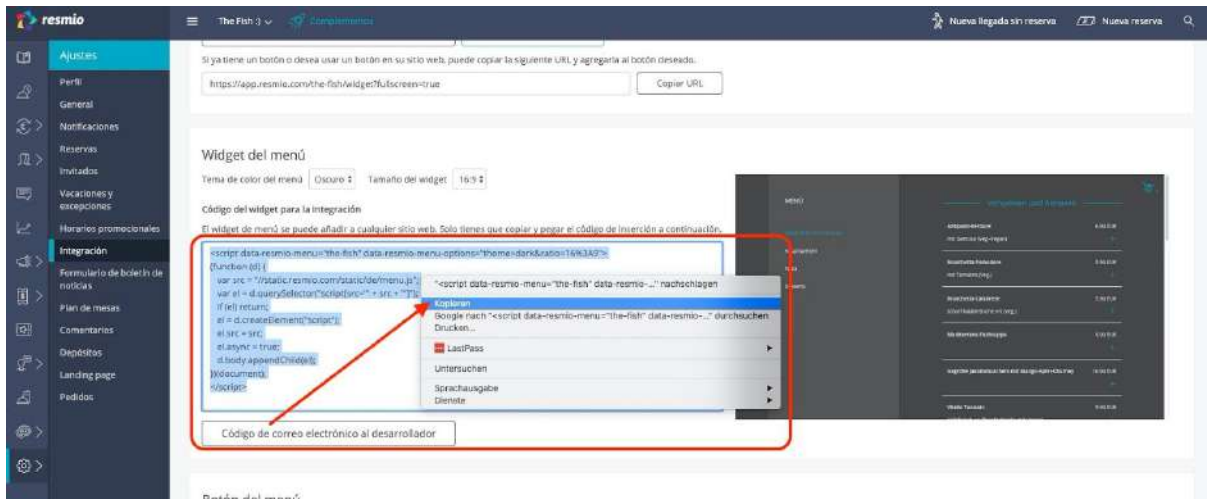 resmio
The Fish :)
Complementos
Nueva llegada sin reserva
Nueva reserva
Ajustes
Perfil
General
Notificaciones
Reservas
Invitados
Vacaciones y
excepciones
Horarios promocionales
Integración
Formulario de boletín de
noticias
Plan de mesas
Comentarios
Depósitos
Landing page
Pedidos
Si ya tiene un botón o desea usar un botón en su sitio web, puede copiar la siguiente URL y agregarla al botón deseado.
https://app.resmio.com/the-fish/widget?fullscreen=true
Copiar URL
Widget del menú
Tema de color del menú Oscuro Tamaño del widget 16:9
Código del widget para la integración
El widget de menú se puede añadir a cualquier sitio web. Solo tienes que copiar y pegar el código de inserción a continuación.
<script data-resmio-menu="the-fish" data-resmio-menu-options="theme=dark&ratio=16%3A9">
(function (d) {
var src = "//static.resmio.com/static/de/menu.js";
var el = d.querySelector("script[src='" + src + "']");
if (el) return;
el = d.createElement("script");
el.src = src;
el.async = true;
d.body.appendChild(el);
})(document);
</script>
"<script data-resmio-menu="the-fish" data-resmio-..." nachschlagen
Kopieren
Google nach "<script data-resmio-menu="the-fish" data-resmio-..." durchsuchen
Drucken...
LastPass
Untersuchen
Sprachausgabe
Dienste
Código de correo electrónico al desarrollador
MENÚ
Vorspeisen und Antipasti
Botón del menú